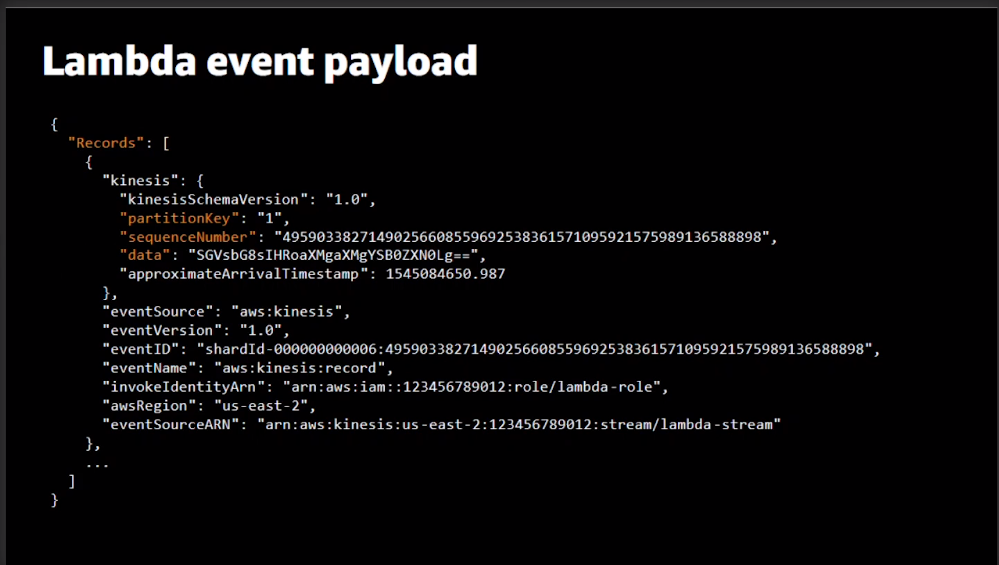 Lambda event payload
{
"Records": [
{
"kinesis": {
"kinesisSchemaVersion": "1.0",
"partitionKey": "1",
"sequenceNumber": "49590338271490256608559692538361571095921575989136588898",
"data": "SGVsbG8sIHRoaXMgaXMgYSB0ZXN0Lg==",
"approximateArrivalTimestamp": 1545084650.987
},
"eventSource": "aws:kinesis",
"eventVersion": "1.0",
"eventID": "shardId-000000000006:49590338271490256608559692538361571095921575989136588898",
"eventName": "aws:kinesis:record",
"invokeIdentityArn": "arn:aws:iam::123456789012:role/lambda-role",
"awsRegion": "us-east-2",
"eventSourceARN": "arn:aws:kinesis:us-east-2:123456789012:stream/lambda-stream"
},
...
]
}